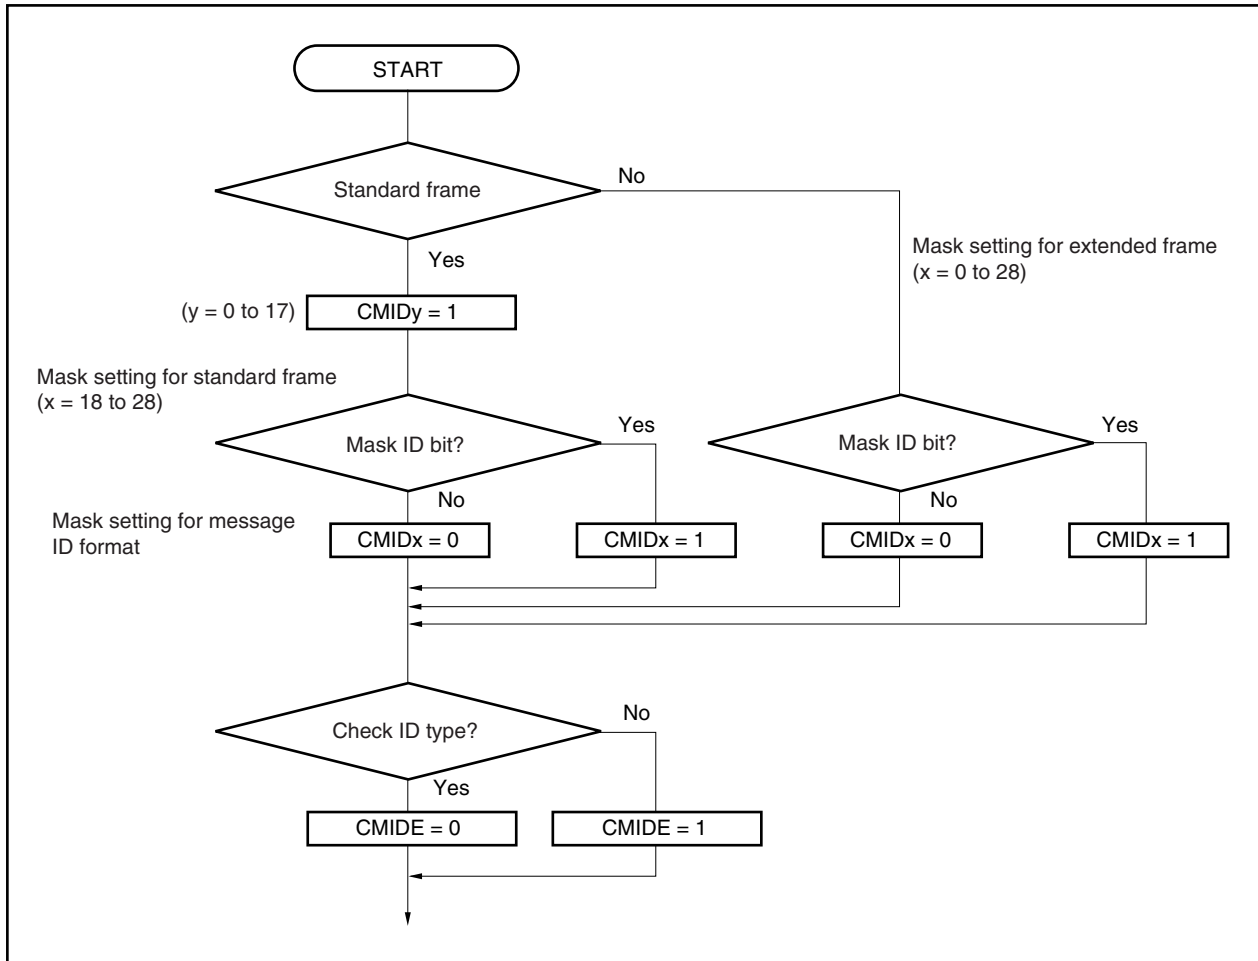 START
Standard frame
No
Yes
Mask setting for extended frame
(x = 0 to 28)
(y = 0 to 17)
CMIDy = 1
Mask setting for standard frame
(x = 18 to 28)
Mask ID bit?
Yes
Mask ID bit?
Yes
No
No
Mask setting for message
ID format
CMIDx = 0
CMIDx = 1
CMIDx = 0
CMIDx = 1
Check ID type?
No
Yes
CMIDE = 0
CMIDE = 1